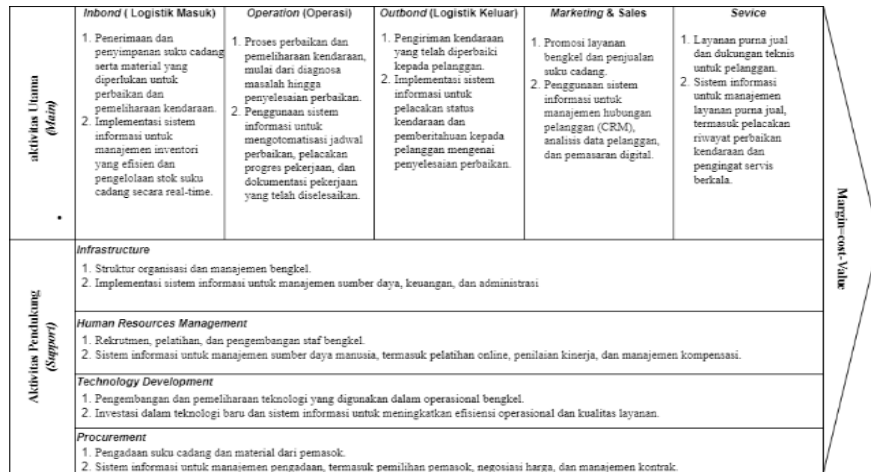 Inbond ( Logistik Masuk)
1. Penerimaan dan
penyimpanan suku cadang
serta material yang
diperlukan untuk
perbaikan dan
pemeliharaan kendaraan.
2. Implementasi sistem
informasi untuk
manajemen inventori
yang efisien dan
pengelolaan stok suku
cadang secara real-time.
Operation (Operasi)
1. Proses perbaikan dan
pemeliharaan kendaraan,
mulai dari diagnosa
masalah hingga
penyelesaian perbaikan.
2. Penggunaan sistem
informasi untuk
mengotomatisasi jadwal
perbaikan, pelacakan
progres pekerjaan, dan
dokumentasi pekerjaan
yang telah diselesaikan.
Outbond (Logistik Keluar)
1. Pengiriman kendaraan
yang telah diperbaiki
kepada pelanggan.
2. Implementasi sistem
informasi untuk
pelacakan status
kendaraan dan
pemberitahuan kepada
pelanggan mengenai
penyelesaian perbaikan.
Marketing & Sales
1. Promosi layanan
bengkel dan penjualan
suku cadang.
2. Penggunaan sistem
informasi untuk
manajemen hubungan
pelanggan (CRM),
analisis data pelanggan,
dan pemasaran digital.
Sevice
1. Layanan purna jual
dan dukungan teknis
untuk pelanggan.
2. Sistem informasi
untuk manajemen
layanan purna jual,
termasuk pelacakan
riwayat perbaikan
kendaraan dan
pengingat servis
berkala.
aktivitas Utama
(Main)
Aktivitas Pendukung
(Support)
Infrastructure
1. Struktur organisasi dan manajemen bengkel.
2. Implementasi sistem informasi untuk manajemen sumber daya, keuangan, dan administrasi
Human Resources Management
1. Rekrutmen, pelatihan, dan pengembangan staf bengkel.
2. Sistem informasi untuk manajemen sumber daya manusia, termasuk pelatihan online, penilaian kinerja, dan manajemen kompensasi.
Technology Development
1. Pengembangan dan pemeliharaan teknologi yang digunakan dalam operasional bengkel.
2. Investasi dalam teknologi baru dan sistem informasi untuk meningkatkan efisiensi operasional dan kualitas layanan.
Procurement
1. Pengadaan suku cadang dan material dari pemasok.
2. Sistem informasi untuk manajemen pengadaan, termasuk pemilihan pemasok, negosiasi harga, dan manajemen kontrak.
Margin=cost-Value